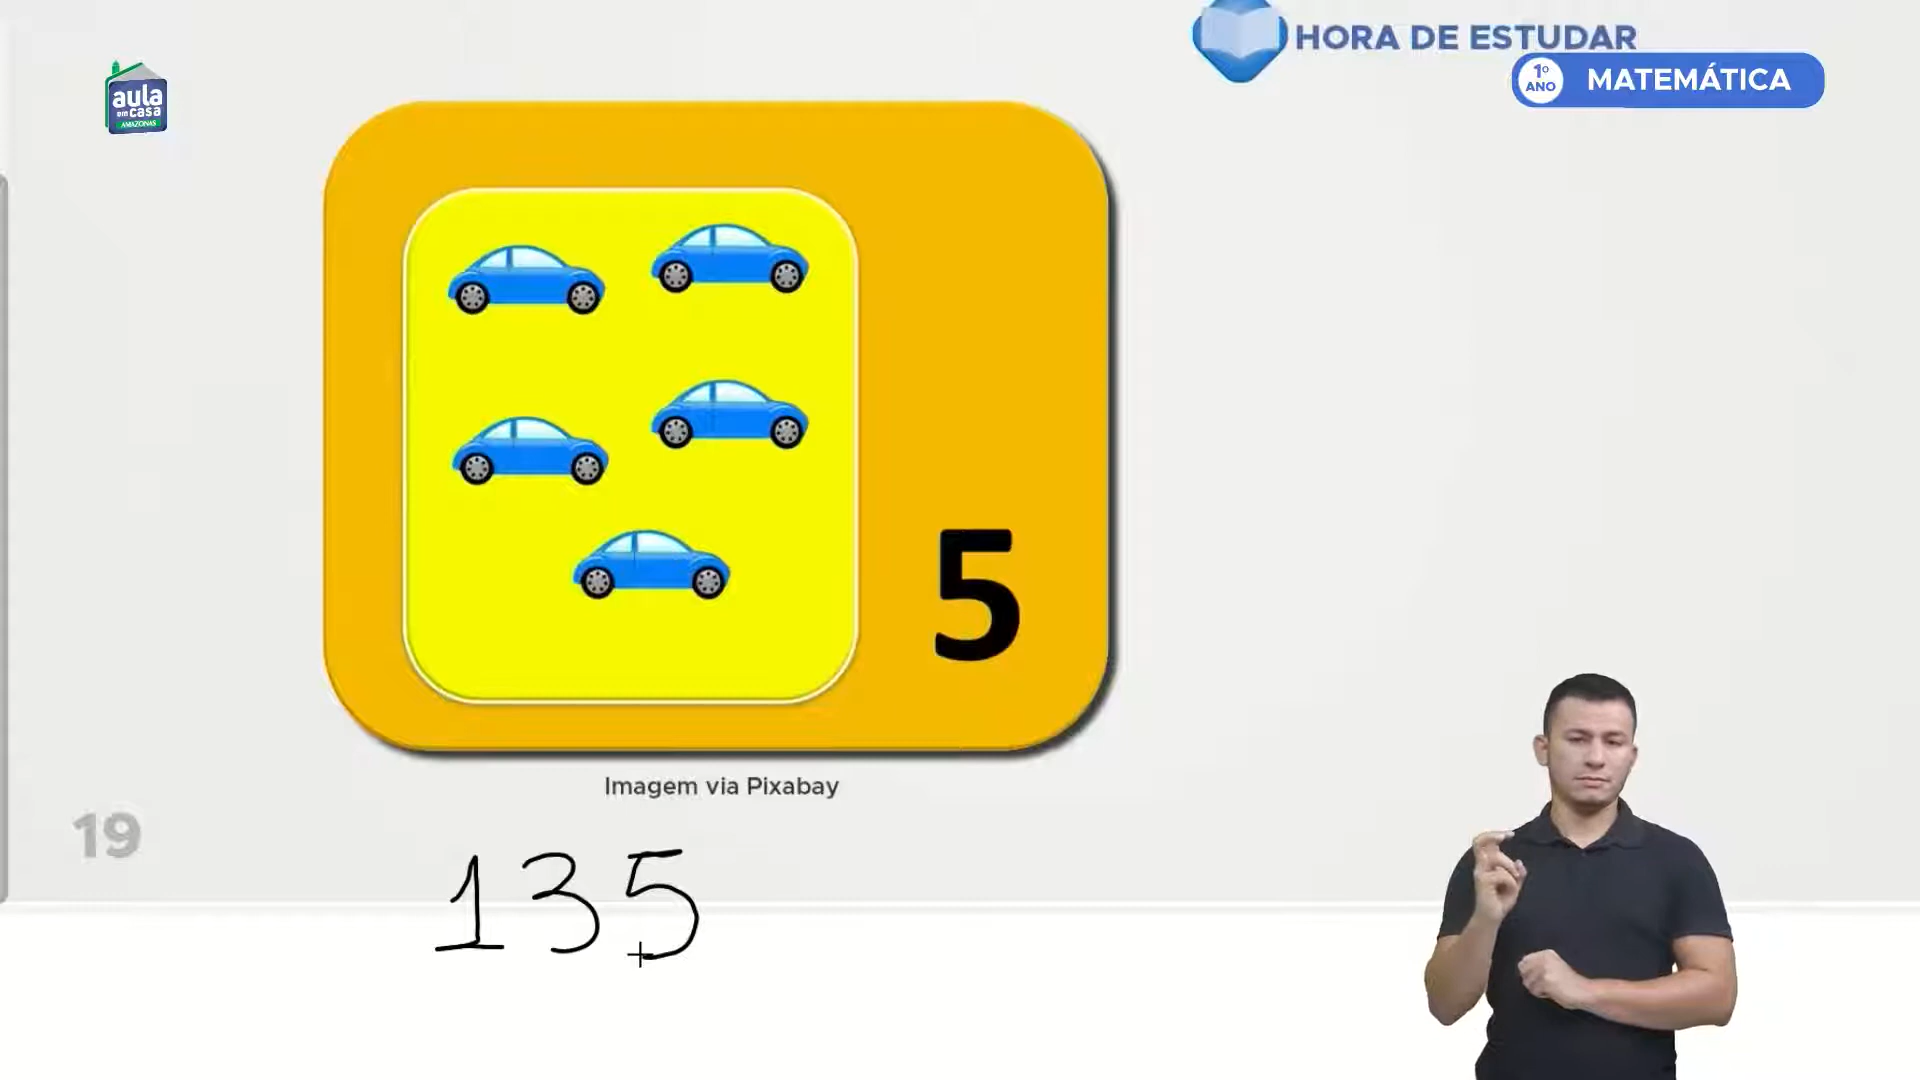 HORA DE ESTUDAR
1º ANO MATEMÁTICA
aula
em casa
AMAZONAS
5
Imagem via Pixabay
19
135